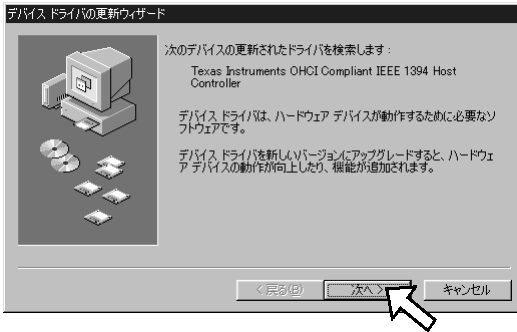 デバイス ドライバの更新ウィザード
次のデバイスの更新されたドライバを検索します :
Texas Instruments OHCI Compliant IEEE 1394 Host
Controller
デバイス ドライバは、ハードウェア デバイスが動作するために必要なソ
フトウェアです。
デバイス ドライバを新しいバージョンにアップグレードすると、ハードウェ
ア デバイスの動作が向上したり、機能が追加されます。
< 戻る(B)
次へ >
キャンセル